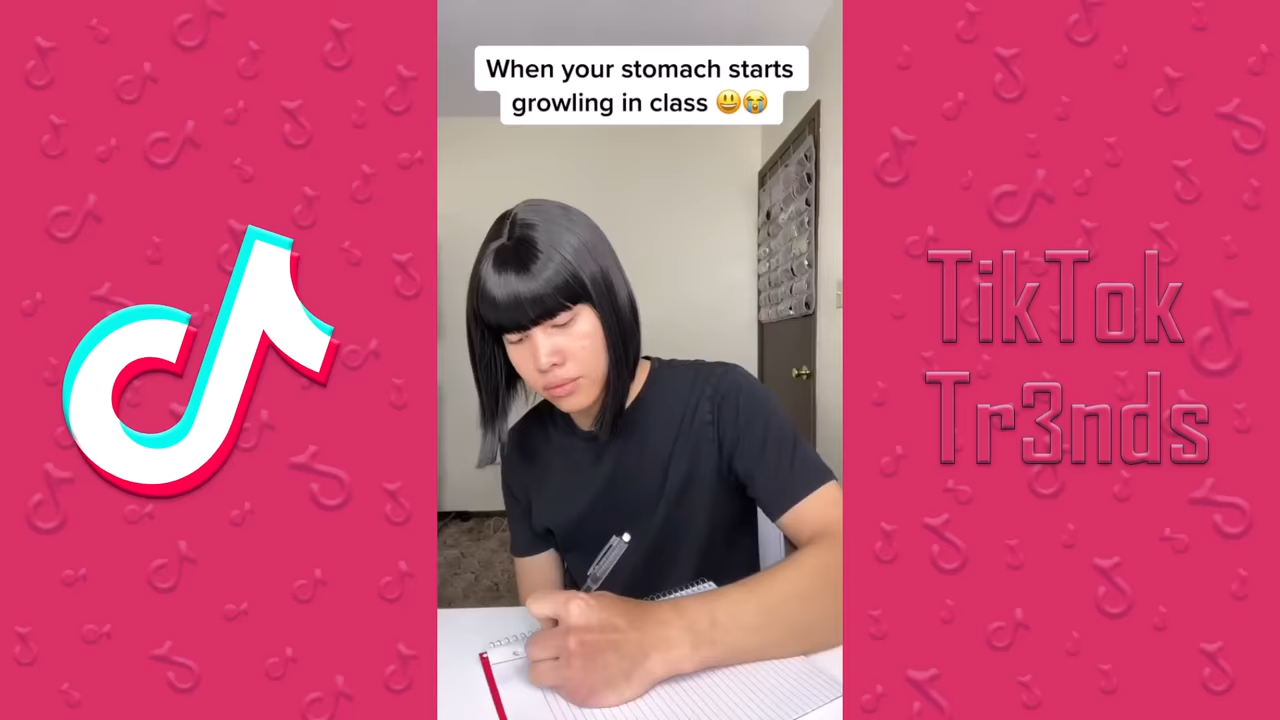 When your stomach starts
growling in class 😃😭
TikTok
Tr3nds